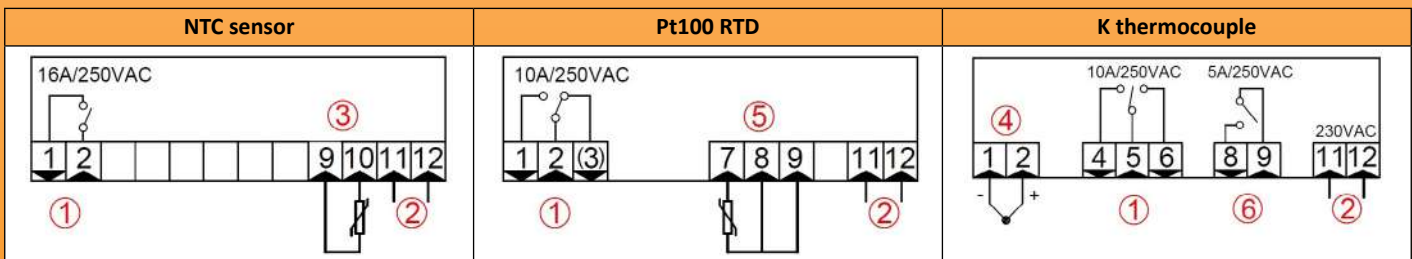 NTC sensor
Pt100 RTD
K thermocouple
16A/250VAC
③
1 2 9 10 11 12
① ②
10A/250VAC
⑤
1 2 (3) 7 8 9 11 12
① ②
10A/250VAC 5A/250VAC
④ 230VAC
1 2 4 5 6 8 9 11 12
- +
① ⑥ ②